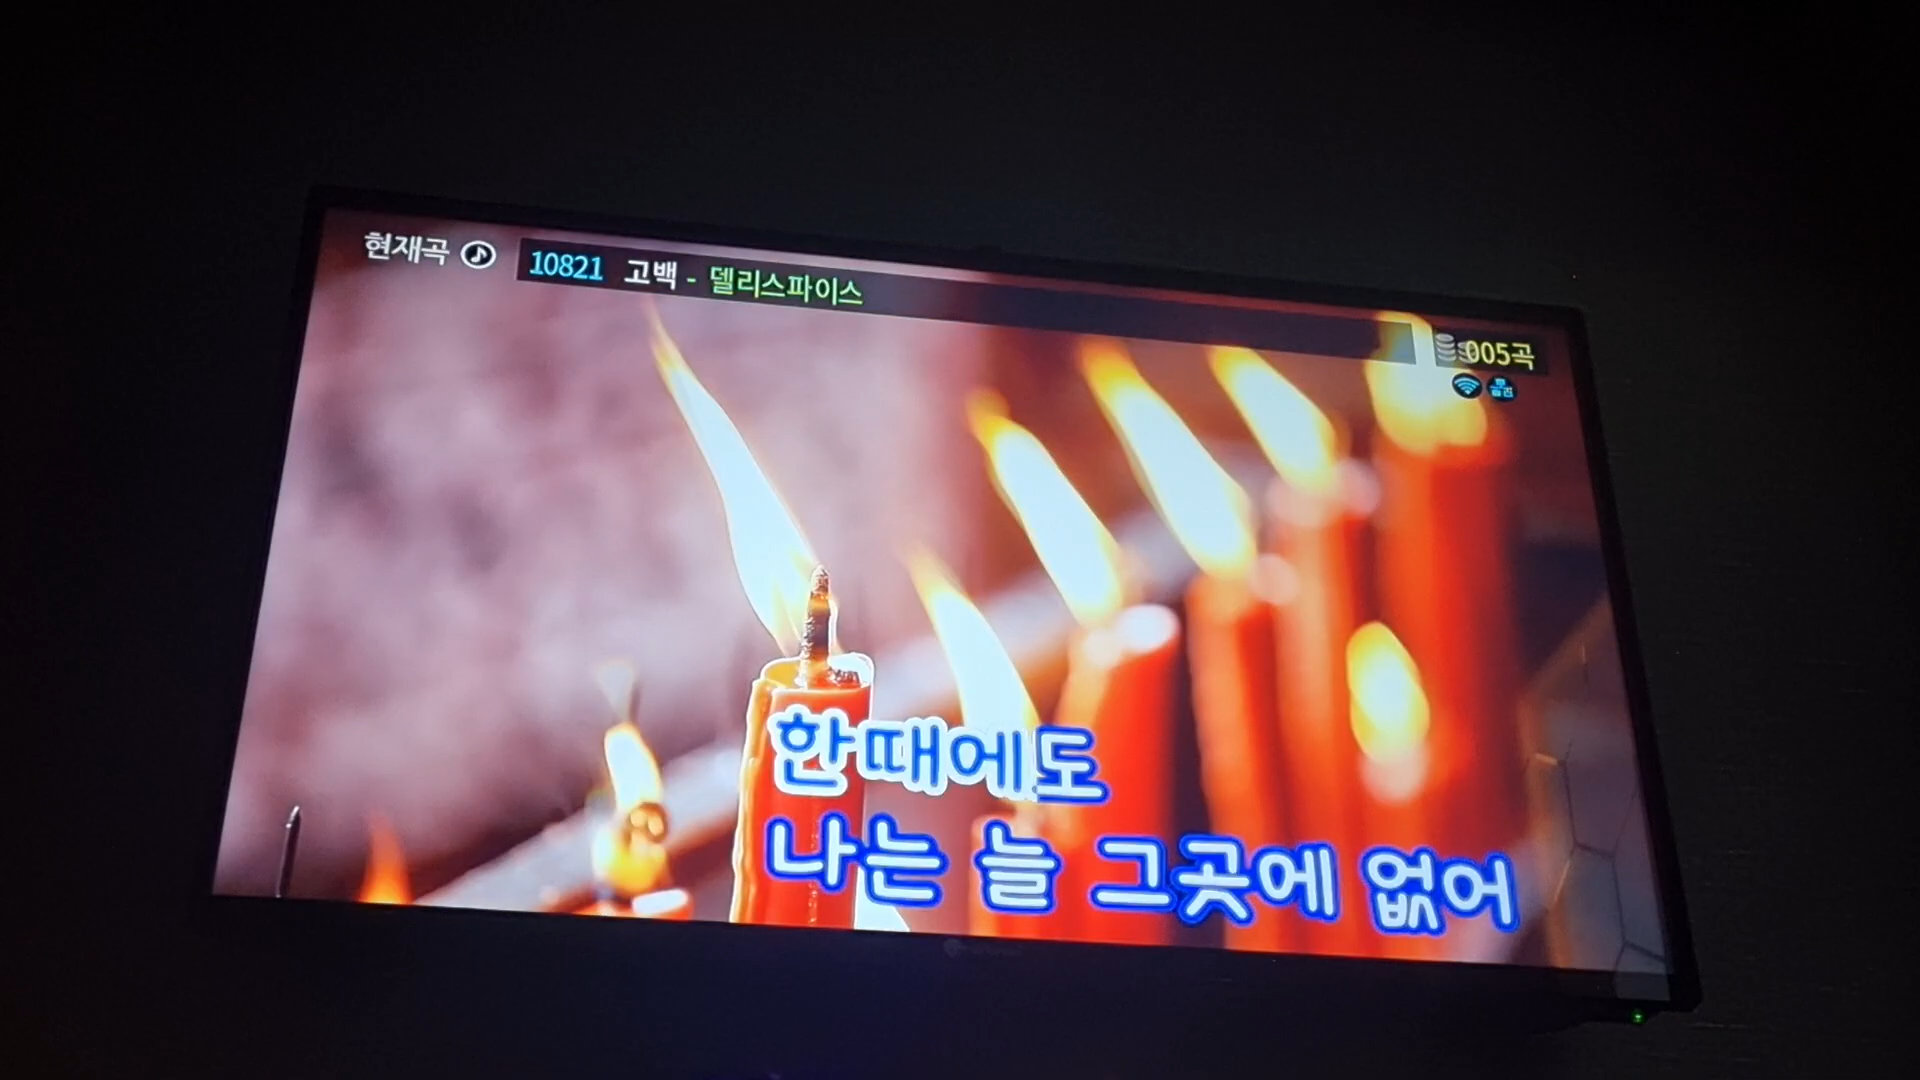 현재곡
10821 고백 - 델리스파이스
005곡
한때에도
나는 늘 그곳에 없어